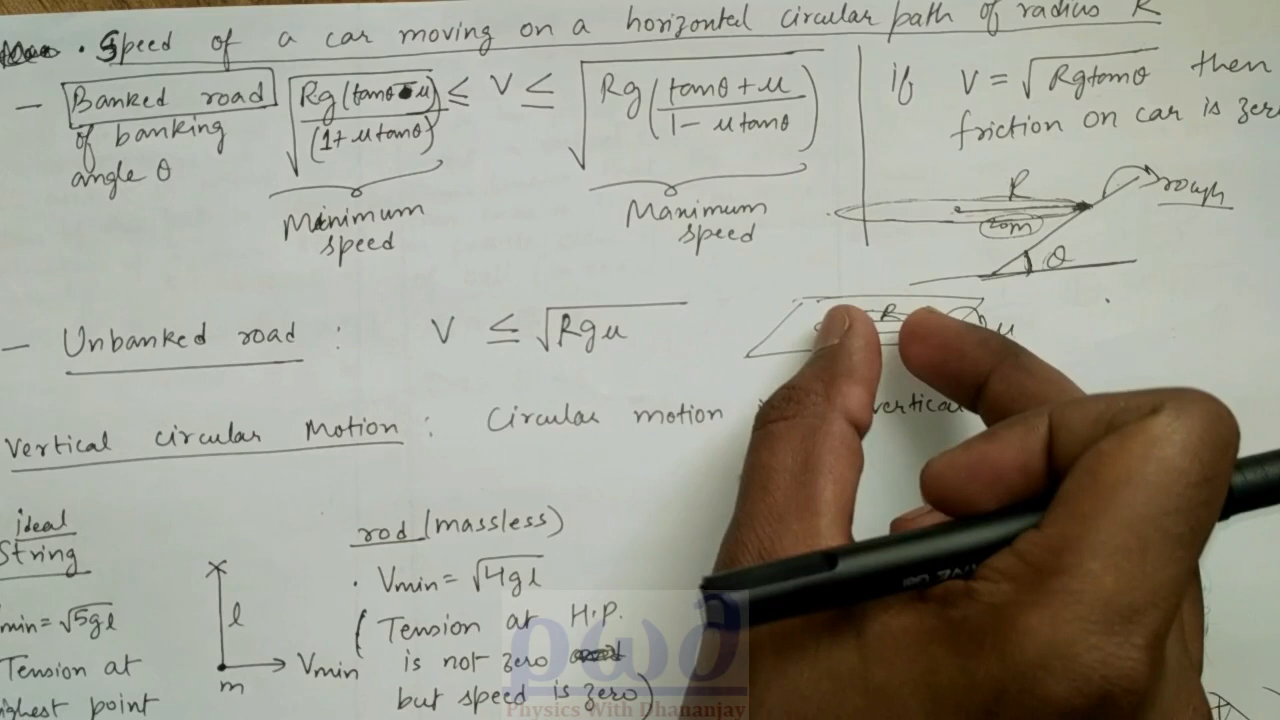 · Speed of a car moving on a horizontal circular path of radius R
– Banked road of banking angle θ
√(Rg(tanθ - μ)/(1 + μtanθ)) ≤ V ≤ √(Rg((tanθ + μ)/(1 - μtanθ)))
Minimum speed
Maximum speed
if V = √Rgtanθ then
friction on car is zero
R
20m
rough
θ
– Unbanked road : V ≤ √Rgμ
R
μ
Vertical circular Motion : Circular motion vertical
ideal
String
min = √5gl
Tension at
highest point
l
m
Vmin
rod (massless)
· Vmin = √4gl
(Tension at H.P.
is not zero
but speed is zero)
pwd
Physics With Dhananjay